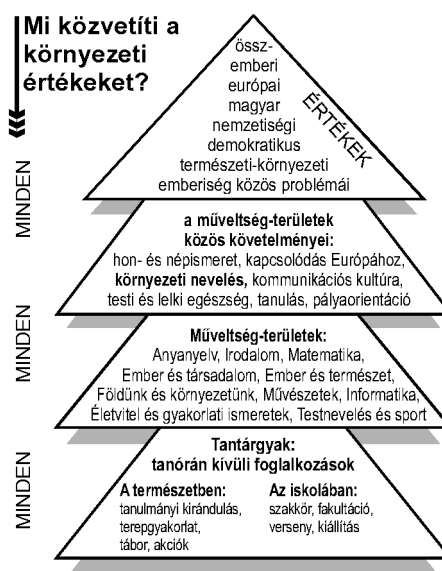 Mi közvetíti a
környezeti
értékeket?
össz-
emberi
európai
magyar
nemzetiségi
demokratikus
természeti-környezeti
emberiség közös problémái
ÉRTÉKEK
MINDEN
a műveltség-területek
közös követelményei:
hon- és népismeret, kapcsolódás Európához,
környezeti nevelés, kommunikációs kultúra,
testi és lelki egészség, tanulás, pályaorientáció
MINDEN
Műveltség-területek:
Anyanyelv, Irodalom, Matematika,
Ember és társadalom, Ember és természet,
Földünk és környezetünk, Művészetek, Informatika,
Életvitel és gyakorlati ismeretek, Testnevelés és sport
MINDEN
Tantárgyak:
tanórán kívüli foglalkozások
A természetben:
tanulmányi kirándulás,
terepgyakorlat,
tábor, akciók
Az iskolában:
szakkör, fakultáció,
verseny, kiállítás